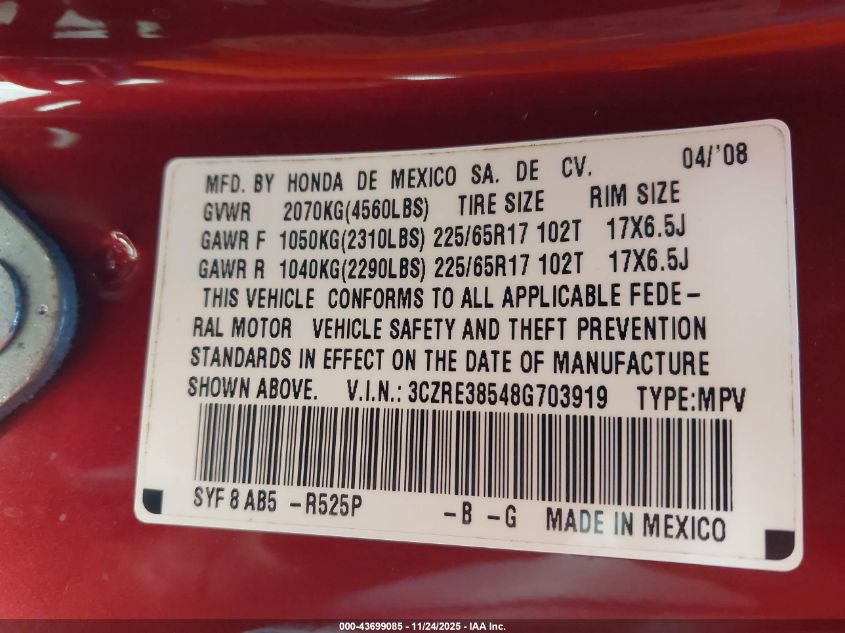 MFD. BY HONDA DE MEXICO SA. DE CV. 04/'08
GVWR 2070KG(4560LBS) TIRE SIZE RIM SIZE
GAWR F 1050KG(2310LBS) 225/65R17 102T 17X6.5J
GAWR R 1040KG(2290LBS) 225/65R17 102T 17X6.5J
THIS VEHICLE CONFORMS TO ALL APPLICABLE FEDE-
RAL MOTOR VEHICLE SAFETY AND THEFT PREVENTION
STANDARDS IN EFFECT ON THE DATE OF MANUFACTURE
SHOWN ABOVE. V.I.N.: 3CZRE38548G703919 TYPE:MPV
SYF 8 AB5 -R525P -B -G MADE IN MEXICO
000-43699085 - 11/24/2025 - IAA Inc.